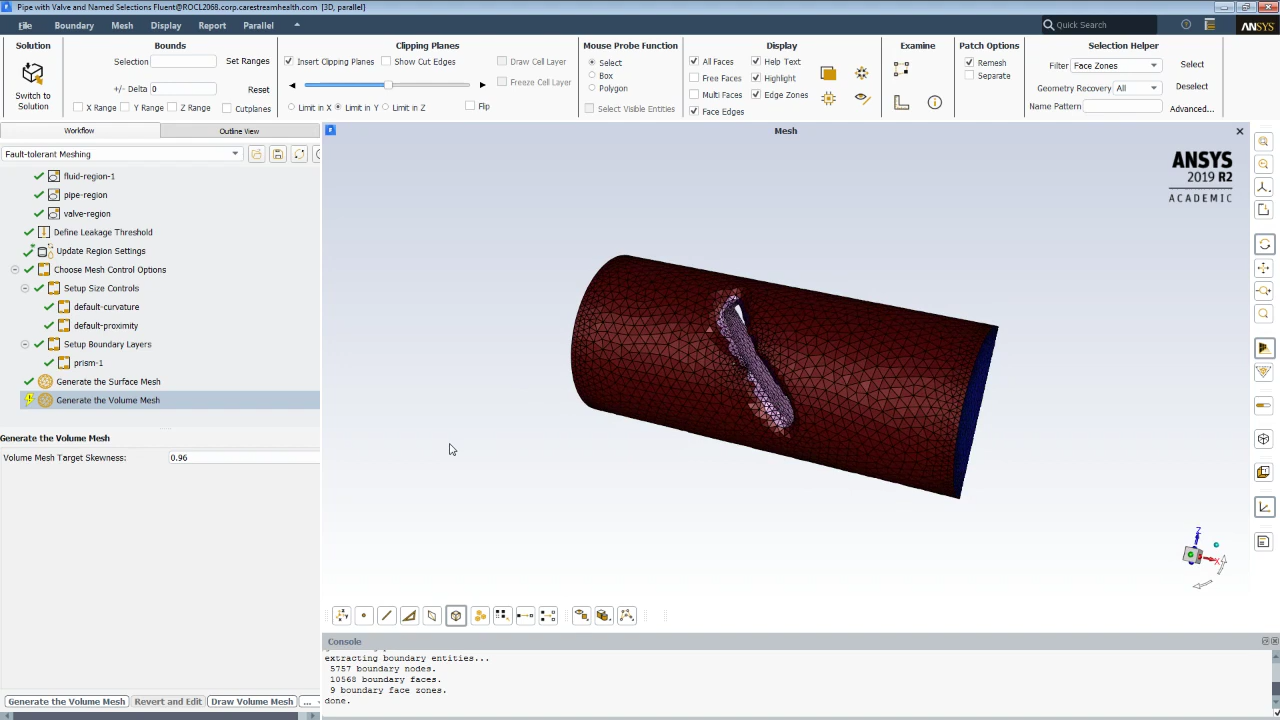 Pipe with Valve and Named Selections Fluent@ROCL2068.corp.carestreamhealth.com [3D, parallel]
File Boundary Mesh Display Report Parallel
Quick Search
ANSYS
Solution
Switch to
Solution
Bounds
Selection
Set Ranges
+/- Delta 0
Reset
X Range Y Range Z Range Cutplanes
Clipping Planes
Insert Clipping Planes Show Cut Edges
Limit in X Limit in Y Limit in Z Flip
Draw Cell Layer
Freeze Cell Layer
Mouse Probe Function
Select
Box
Polygon
Select Visible Entities
Display
All Faces Help Text
Free Faces Highlight
Multi Faces Edge Zones
Face Edges
Examine
Patch Options
Remesh
Separate
Selection Helper
Filter Face Zones Select
Geometry Recovery All Deselect
Name Pattern Advanced...
Workflow Outline View
Fault-tolerant Meshing
fluid-region-1
pipe-region
valve-region
Define Leakage Threshold
Update Region Settings
Choose Mesh Control Options
Setup Size Controls
default-curvature
default-proximity
Setup Boundary Layers
prism-1
Generate the Surface Mesh
Generate the Volume Mesh
Generate the Volume Mesh
Volume Mesh Target Skewness: 0.96
Generate the Volume Mesh Revert and Edit Draw Volume Mesh ...
Mesh
ANSYS
2019 R2
ACADEMIC
Z
X
Console
extracting boundary entities...
5757 boundary nodes.
10568 boundary faces.
9 boundary face zones.
done.